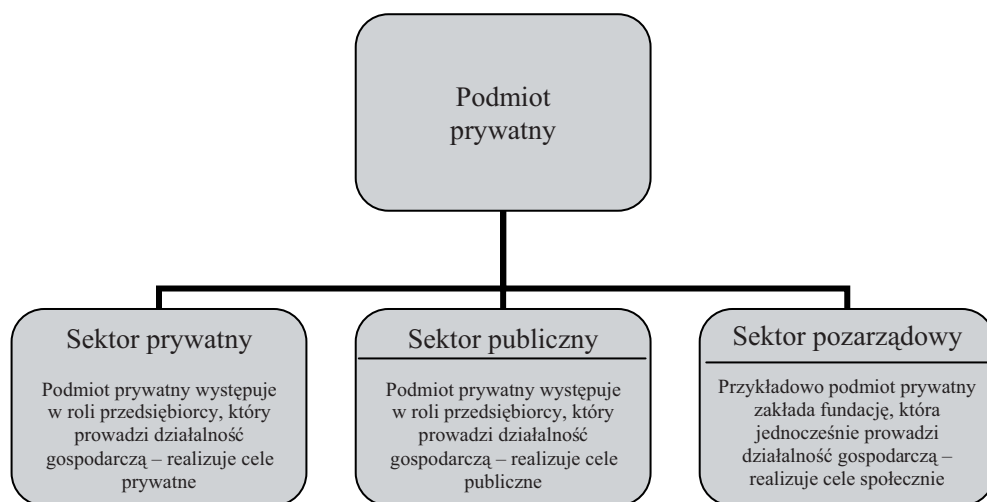 Podmiot
prywatny
Sektor prywatny
Podmiot prywatny występuje
w roli przedsiębiorcy, który
prowadzi działalność
gospodarczą – realizuje cele
prywatne
Sektor publiczny
Podmiot prywatny występuje
w roli przedsiębiorcy, który
prowadzi działalność
gospodarczą – realizuje cele
publiczne
Sektor pozarządowy
Przykładowo podmiot prywatny
zakłada fundację, która
jednocześnie prowadzi
działalność gospodarczą –
realizuje cele społecznie